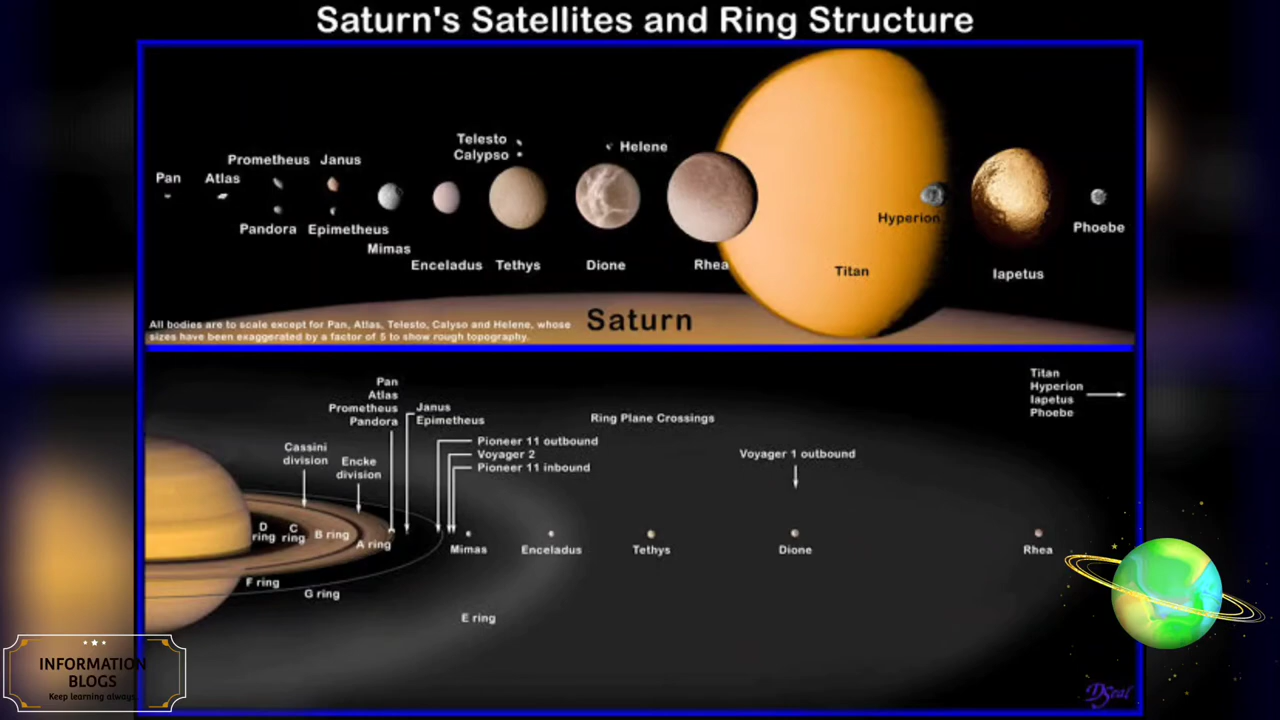 Saturn's Satellites and Ring Structure
Telesto
Calypso
Helene
Prometheus
Janus
Pan
Atlas
Pandora
Epimetheus
Mimas
Enceladus
Tethys
Dione
Rhea
Hyperion
Titan
Iapetus
Phoebe
All bodies are to scale except for Pan, Atlas, Telesto, Calyso and Helene, whose
sizes have been exaggerated by a factor of 5 to show rough topography.
Saturn
Pan
Atlas
Prometheus
Pandora
Janus
Epimetheus
Ring Plane Crossings
Titan
Hyperion
Iapetus
Phoebe
Cassini
division
Encke
division
Pioneer 11 outbound
Voyager 2
Pioneer 11 inbound
Voyager 1 outbound
D
ring
C
ring
B ring
A ring
Mimas
Enceladus
Tethys
Dione
Rhea
F ring
G ring
E ring
DSeal
INFORMATION
BLOGS
Keep learning always.